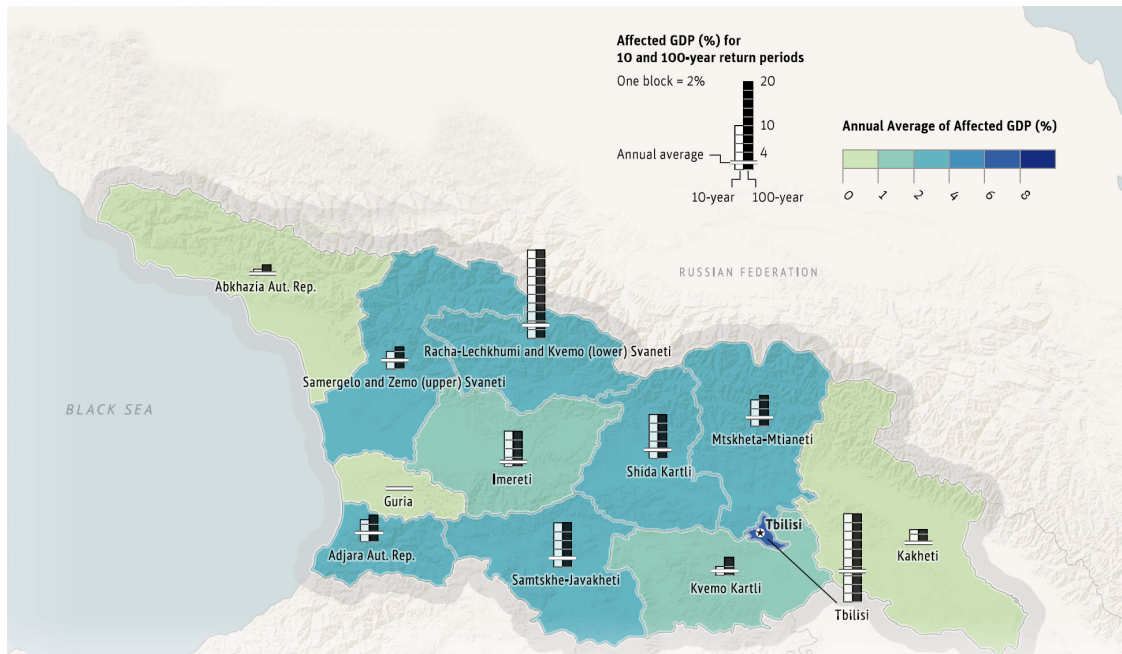 Affected GDP (%) for
10 and 100-year return periods
One block = 2%
20
10
Annual average
4
10-year
100-year
Annual Average of Affected GDP (%)
0
1
2
4
6
8
RUSSIAN FEDERATION
Abkhazia Aut. Rep.
Racha-Lechkhumi and Kvemo (lower) Svaneti
Samergelo and Zemo (upper) Svaneti
BLACK SEA
Mtskheta-Mtianeti
Imereti
Shida Kartli
Guria
Tbilisi
Adjara Aut. Rep.
Kakheti
Samtskhe-Javakheti
Kvemo Kartli
Tbilisi